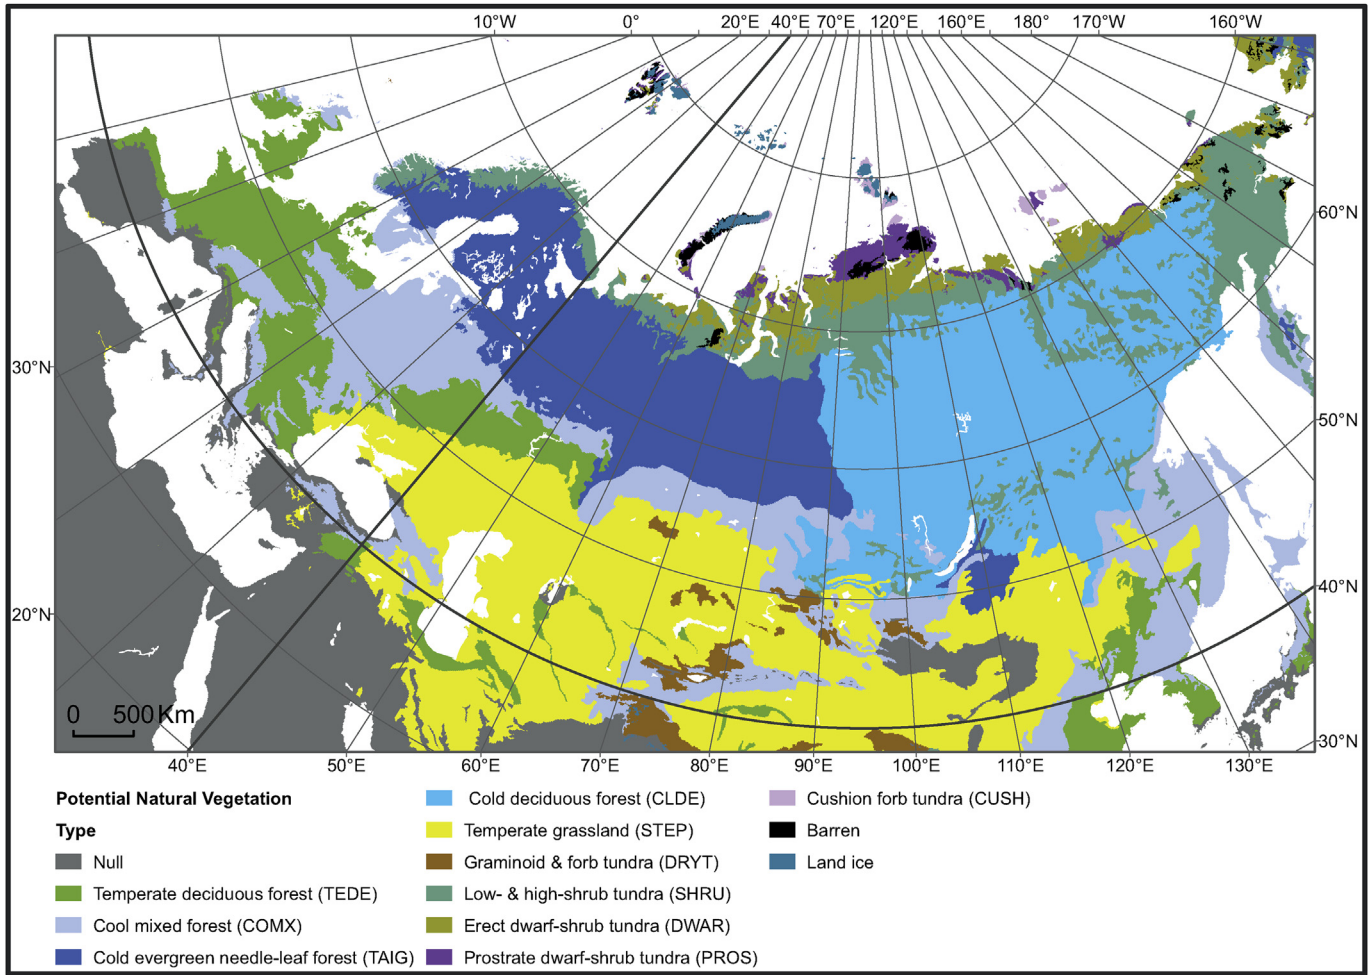 10°W 0° 20°E 40°E 70°E 120°E 160°E 180° 170°W 160°W
60°N
30°N
50°N
40°N
20°N
0 500 Km
30°N
40°E 50°E 60°E 70°E 80°E 90°E 100°E 110°E 120°E 130°E
Potential Natural Vegetation
Type
Null
Temperate deciduous forest (TEDE)
Cool mixed forest (COMX)
Cold evergreen needle-leaf forest (TAIG)
Cold deciduous forest (CLDE)
Temperate grassland (STEP)
Graminoid & forb tundra (DRYT)
Low- & high-shrub tundra (SHRU)
Erect dwarf-shrub tundra (DWAR)
Prostrate dwarf-shrub tundra (PROS)
Cushion forb tundra (CUSH)
Barren
Land ice